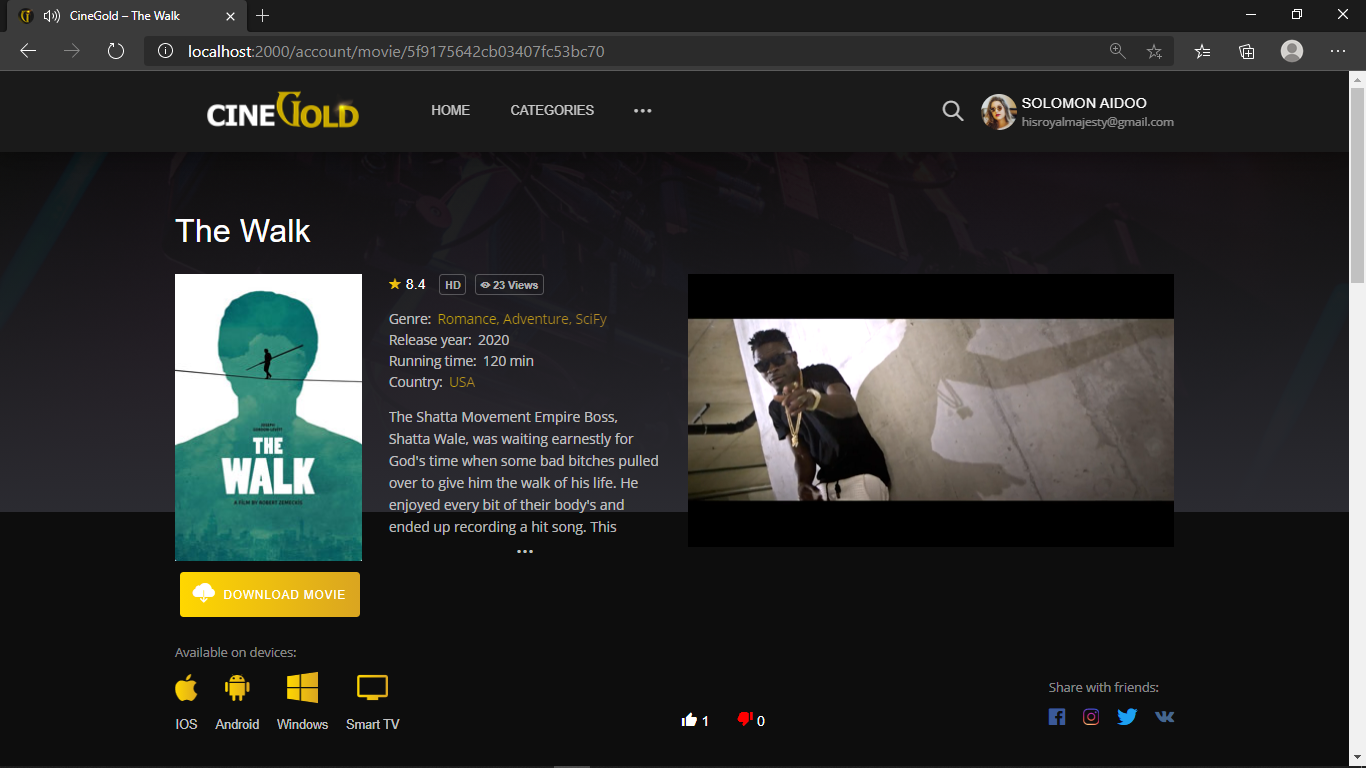 CineGold – The Walk
localhost:2000/account/movie/5f9175642cb03407fc53bc70
CINEGOLD
HOME
CATEGORIES
SOLOMON AIDOO
hisroyalmajesty@gmail.com
The Walk
8.4
HD
23 Views
Genre: Romance, Adventure, SciFy
Release year: 2020
Running time: 120 min
Country: USA
The Shatta Movement Empire Boss,
Shatta Wale, was waiting earnestly for
God's time when some bad bitches pulled
over to give him the walk of his life. He
enjoyed every bit of their body's and
ended up recording a hit song. This
JOSEPH
GORDON-LEVITT
THE
WALK
A FILM BY ROBERT ZEMECKIS
DOWNLOAD MOVIE
Available on devices:
IOS
Android
Windows
Smart TV
1
0
Share with friends: